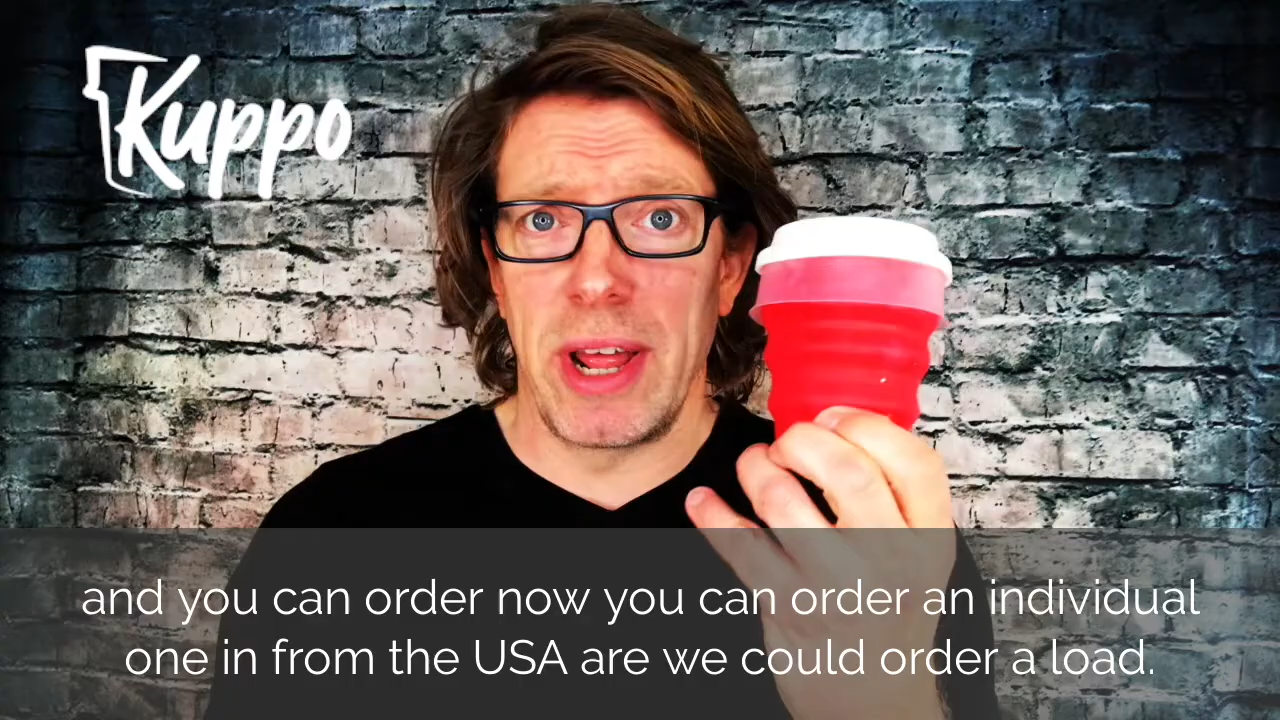 Kuppo
and you can order now you can order an individual
one in from the USA are we could order a load.